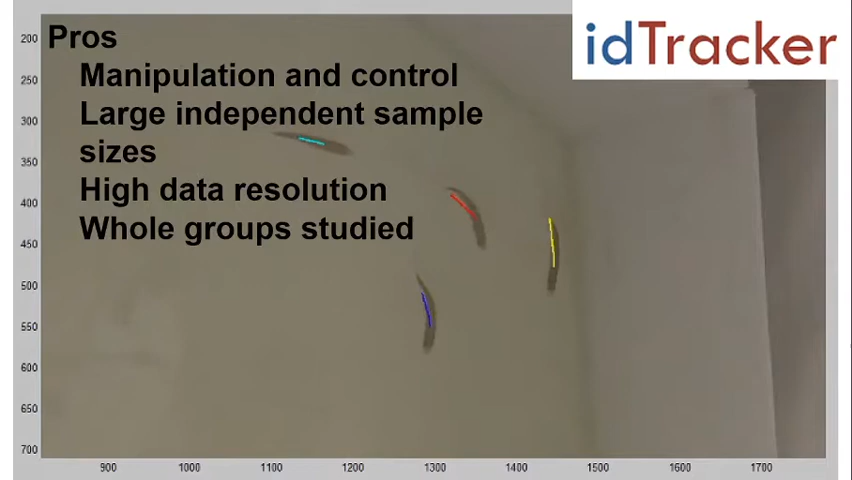 Pros
idTracker
Manipulation and control
Large independent sample
sizes
High data resolution
Whole groups studied
200
250
300
350
400
450
500
550
600
650
700
900
1000
1100
1200
1300
1400
1500
1600
1700